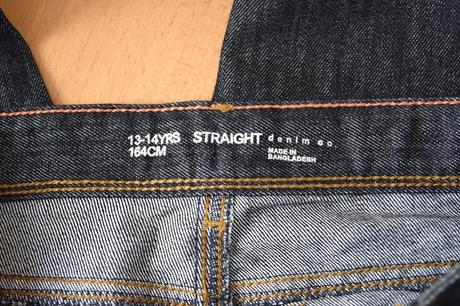 13-14YRS
164CM
STRAIGHT denim co.
MADE IN
BANGLADESH